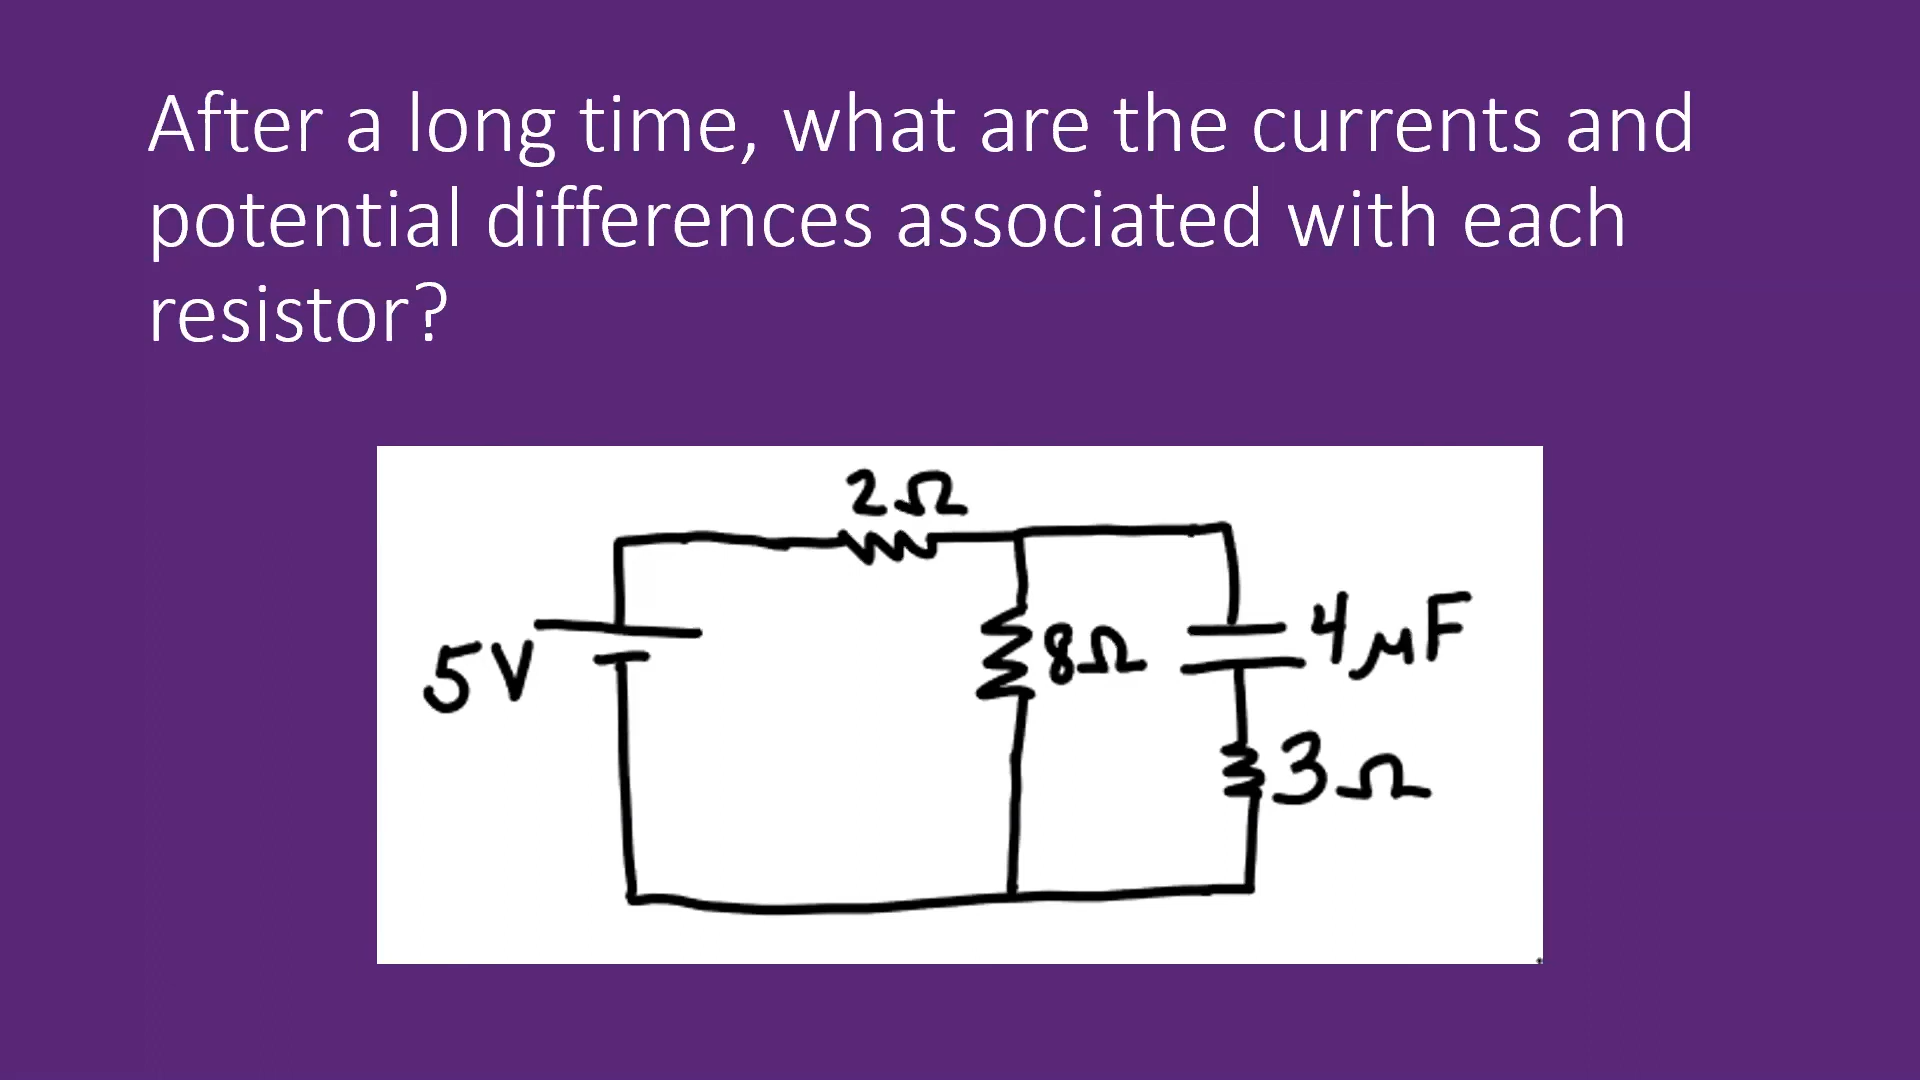 After a long time, what are the currents and
potential differences associated with each
resistor?
2Ω
5V
8Ω
4μF
3Ω